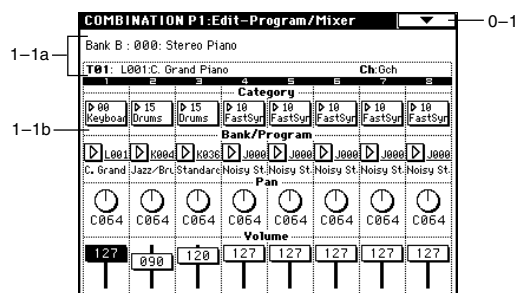 COMBINATION P1:Edit-Program/Mixer
0-1
1-1a
Bank B : 000: Stereo Piano
T01: L001:C. Grand Piano Ch:Gch
1 2 3 4 5 6 7 8
Category
00 15 15 10 10 10 10 10
Keyboar Drums Drums FastSyn FastSyn FastSyn FastSyn FastSyn
1-1b
Bank/Program
L001 K004 K036 J000 J000 J000 J000 J000
C. Grand Jazz/Bru Standard Noisy St. Noisy St. Noisy St. Noisy St. Noisy St.
Pan
C064 C064 C064 C064 C064 C064 C064 C064
Volume
127 090 120 127 127 127 127 127